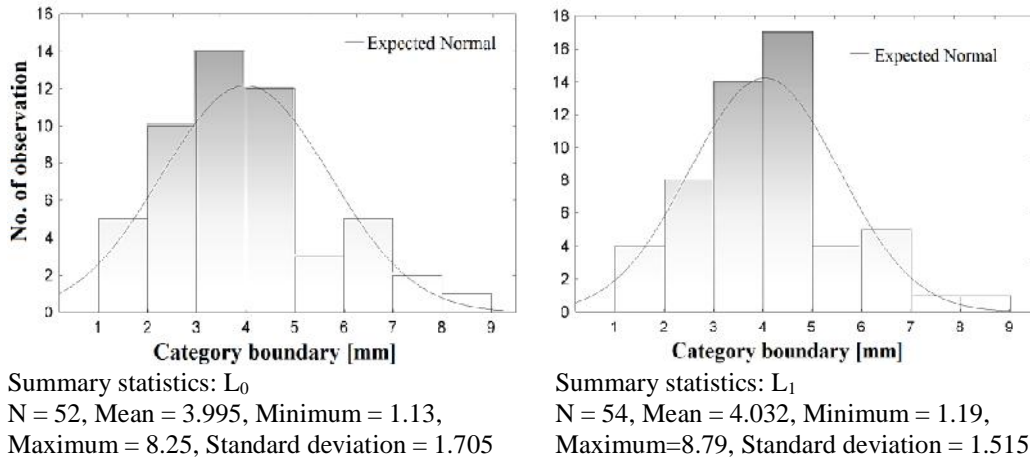 16
14
12
10
8
6
4
2
0
No. of observation
Expected Normal
1 2 3 4 5 6 7 8 9
Category boundary [mm]
Summary statistics: L₀
N = 52, Mean = 3.995, Minimum = 1.13,
Maximum = 8.25, Standard deviation = 1.705
18
16
14
12
10
8
6
4
2
0
Expected Normal
1 2 3 4 5 6 7 8 9
Category boundary [mm]
Summary statistics: L₁
N = 54, Mean = 4.032, Minimum = 1.19,
Maximum=8.79, Standard deviation = 1.515